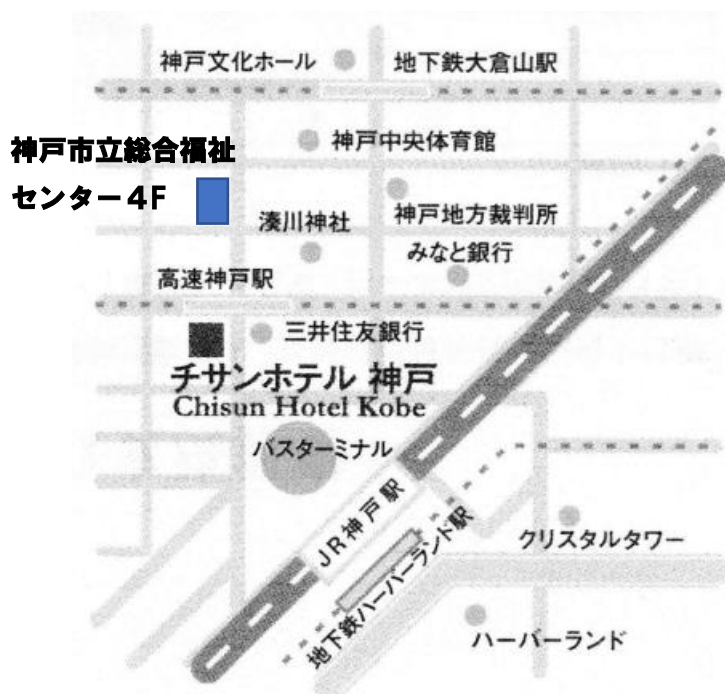 神戸文化ホール
地下鉄大倉山駅
神戸中央体育館
神戸市立総合福祉
センター4F
神戸地方裁判所
湊川神社
みなと銀行
高速神戸駅
三井住友銀行
チサンホテル 神戸
Chisun Hotel Kobe
バスターミナル
JR神戸駅
地下鉄ハーバーランド駅
クリスタルタワー
ハーバーランド